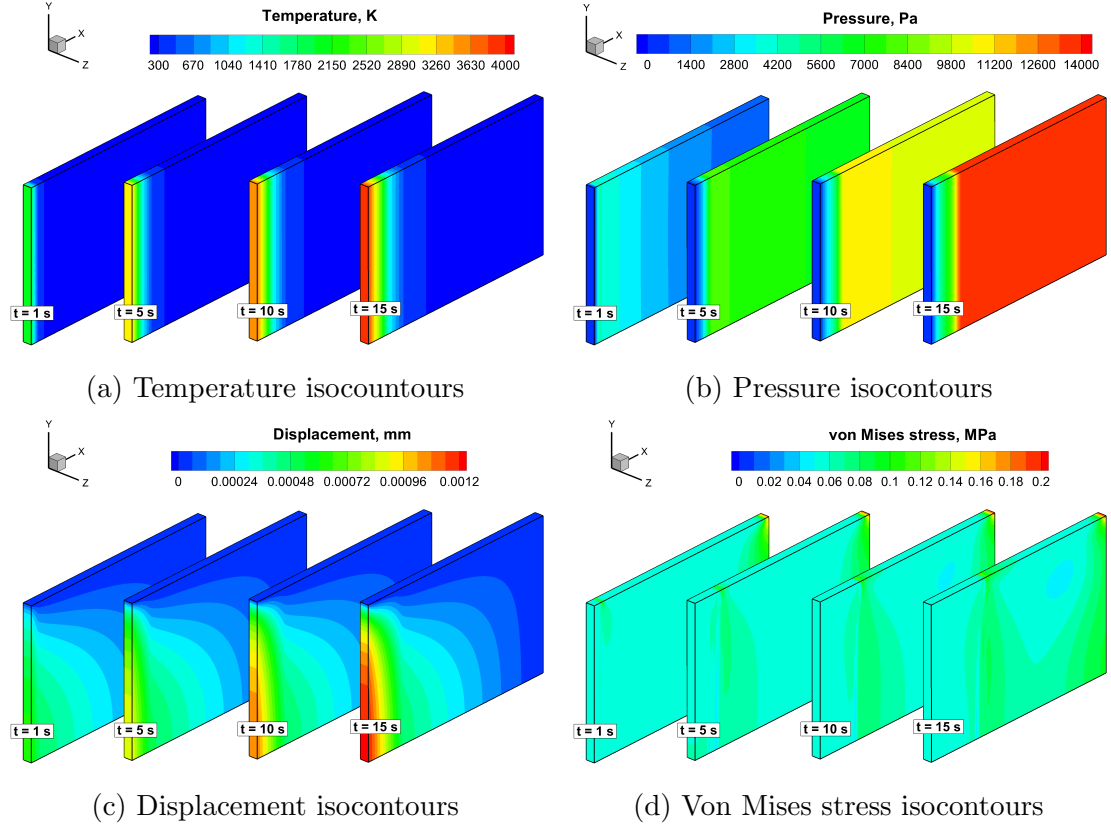 Y
X
Z
Temperature, K
300 670 1040 1410 1780 2150 2520 2890 3260 3630 4000
t = 1 s
t = 5 s
t = 10 s
t = 15 s
(a) Temperature isocountours
Y
X
Z
Pressure, Pa
0 1400 2800 4200 5600 7000 8400 9800 11200 12600 14000
t = 1 s
t = 5 s
t = 10 s
t = 15 s
(b) Pressure isocontours
Y
X
Z
Displacement, mm
0 0.00024 0.00048 0.00072 0.00096 0.0012
t = 1 s
t = 5 s
t = 10 s
t = 15 s
(c) Displacement isocontours
Y
X
Z
von Mises stress, MPa
0 0.02 0.04 0.06 0.08 0.1 0.12 0.14 0.16 0.18 0.2
t = 1 s
t = 5 s
t = 10 s
t = 15 s
(d) Von Mises stress isocontours